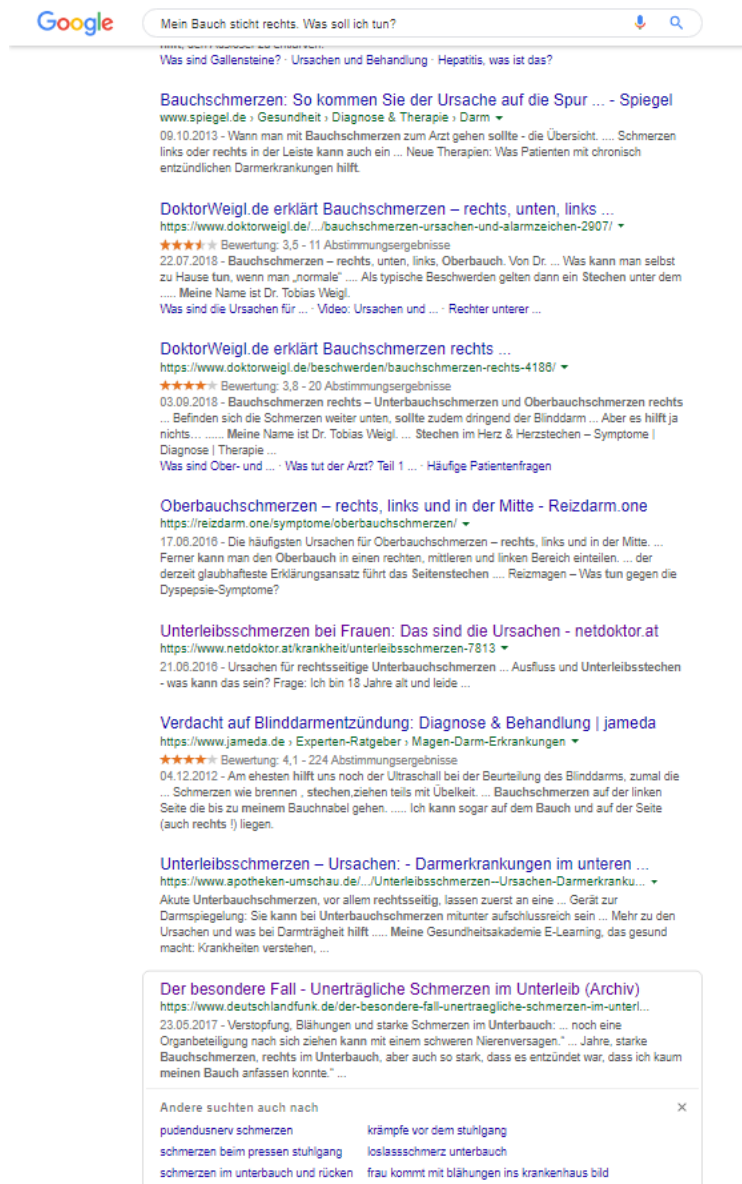 Google
Mein Bauch sticht rechts. Was soll ich tun?
Was sind Gallensteine? · Ursachen und Behandlung · Hepatitis, was ist das?
Bauchschmerzen: So kommen Sie der Ursache auf die Spur ... - Spiegel
www.spiegel.de › Gesundheit › Diagnose & Therapie › Darm
09.10.2013 - Wann man mit Bauchschmerzen zum Arzt gehen sollte - die Übersicht. .... Schmerzen
links oder rechts in der Leiste kann auch ein ... Neue Therapien: Was Patienten mit chronisch
entzündlichen Darmerkrankungen hilft.
DoktorWeigl.de erklärt Bauchschmerzen – rechts, unten, links ...
https://www.doktorweigl.de/.../bauchschmerzen-ursachen-und-alarmzeichen-2907/
Bewertung: 3,5 - 11 Abstimmungsergebnisse
22.07.2018 - Bauchschmerzen – rechts, unten, links, Oberbauch. Von Dr. ... Was kann man selbst
zu Hause tun, wenn man „normale“ .... Als typische Beschwerden gelten dann ein Stechen unter dem
..... Meine Name ist Dr. Tobias Weigl.
Was sind die Ursachen für ... · Video: Ursachen und ... · Rechter unterer ...
DoktorWeigl.de erklärt Bauchschmerzen rechts ...
https://www.doktorweigl.de/beschwerden/bauchschmerzen-rechts-4186/
Bewertung: 3,8 - 20 Abstimmungsergebnisse
03.09.2018 - Bauchschmerzen rechts – Unterbauchschmerzen und Oberbauchschmerzen rechts
... Befinden sich die Schmerzen weiter unten, sollte zudem dringend der Blinddarm ... Aber es hilft ja
nichts… ...... Meine Name ist Dr. Tobias Weigl. ... Stechen im Herz & Herzstechen – Symptome |
Diagnose | Therapie ...
Was sind Ober- und ... · Was tut der Arzt? Teil 1 ... · Häufige Patientenfragen
Oberbauchschmerzen – rechts, links und in der Mitte - Reizdarm.one
https://reizdarm.one/symptome/oberbauchschmerzen/
17.06.2016 - Die häufigsten Ursachen für Oberbauchschmerzen – rechts, links und in der Mitte. ...
Ferner kann man den Oberbauch in einen rechten, mittleren und linken Bereich einteilen. ... der
derzeit glaubhafteste Erklärungsansatz führt das Seitenstechen .... Reizmagen – Was tun gegen die
Dyspepsie-Symptome?
Unterleibsschmerzen bei Frauen: Das sind die Ursachen - netdoktor.at
https://www.netdoktor.at/krankheit/unterleibsschmerzen-7813
21.06.2016 - Ursachen für rechtsseitige Unterbauchschmerzen ... Ausfluss und Unterleibsstechen
- was kann das sein? Frage: Ich bin 18 Jahre alt und leide ...
Verdacht auf Blinddarmentzündung: Diagnose & Behandlung | jameda
https://www.jameda.de › Experten-Ratgeber › Magen-Darm-Erkrankungen
Bewertung: 4,1 - 224 Abstimmungsergebnisse
04.12.2012 - Am ehesten hilft uns noch der Ultraschall bei der Beurteilung des Blinddarms, zumal die
... Schmerzen wie brennen , stechen,ziehen teils mit Übelkeit. ... Bauchschmerzen auf der linken
Seite die bis zu meinem Bauchnabel gehen. ..... Ich kann sogar auf dem Bauch und auf der Seite
(auch rechts !) liegen.
Unterleibsschmerzen – Ursachen: - Darmerkrankungen im unteren ...
https://www.apotheken-umschau.de/.../Unterleibsschmerzen--Ursachen-Darmerkranku...
Akute Unterbauchschmerzen, vor allem rechtsseitig, lassen zuerst an eine ... Gerät zur
Darmspiegelung: Sie kann bei Unterbauchschmerzen mitunter aufschlussreich sein ... Mehr zu den
Ursachen und was bei Darmträgheit hilft ..... Meine Gesundheitsakademie E-Learning, das gesund
macht: Krankheiten verstehen, ...
Der besondere Fall - Unerträgliche Schmerzen im Unterleib (Archiv)
https://www.deutschlandfunk.de/der-besondere-fall-unertraegliche-schmerzen-im-unterl...
23.05.2017 - Verstopfung, Blähungen und starke Schmerzen im Unterbauch: ... noch eine
Organbeteiligung nach sich ziehen kann mit einem schweren Nierenversagen.“ ... Jahre, starke
Bauchschmerzen, rechts im Unterbauch, aber auch so stark, dass es entzündet war, dass ich kaum
meinen Bauch anfassen konnte.“ ...
Andere suchten auch nach
pudendusnerv schmerzen krämpfe vor dem stuhlgang
schmerzen beim pressen stuhlgang loslassschmerz unterbauch
schmerzen im unterbauch und rücken frau kommt mit blähungen ins krankenhaus bild